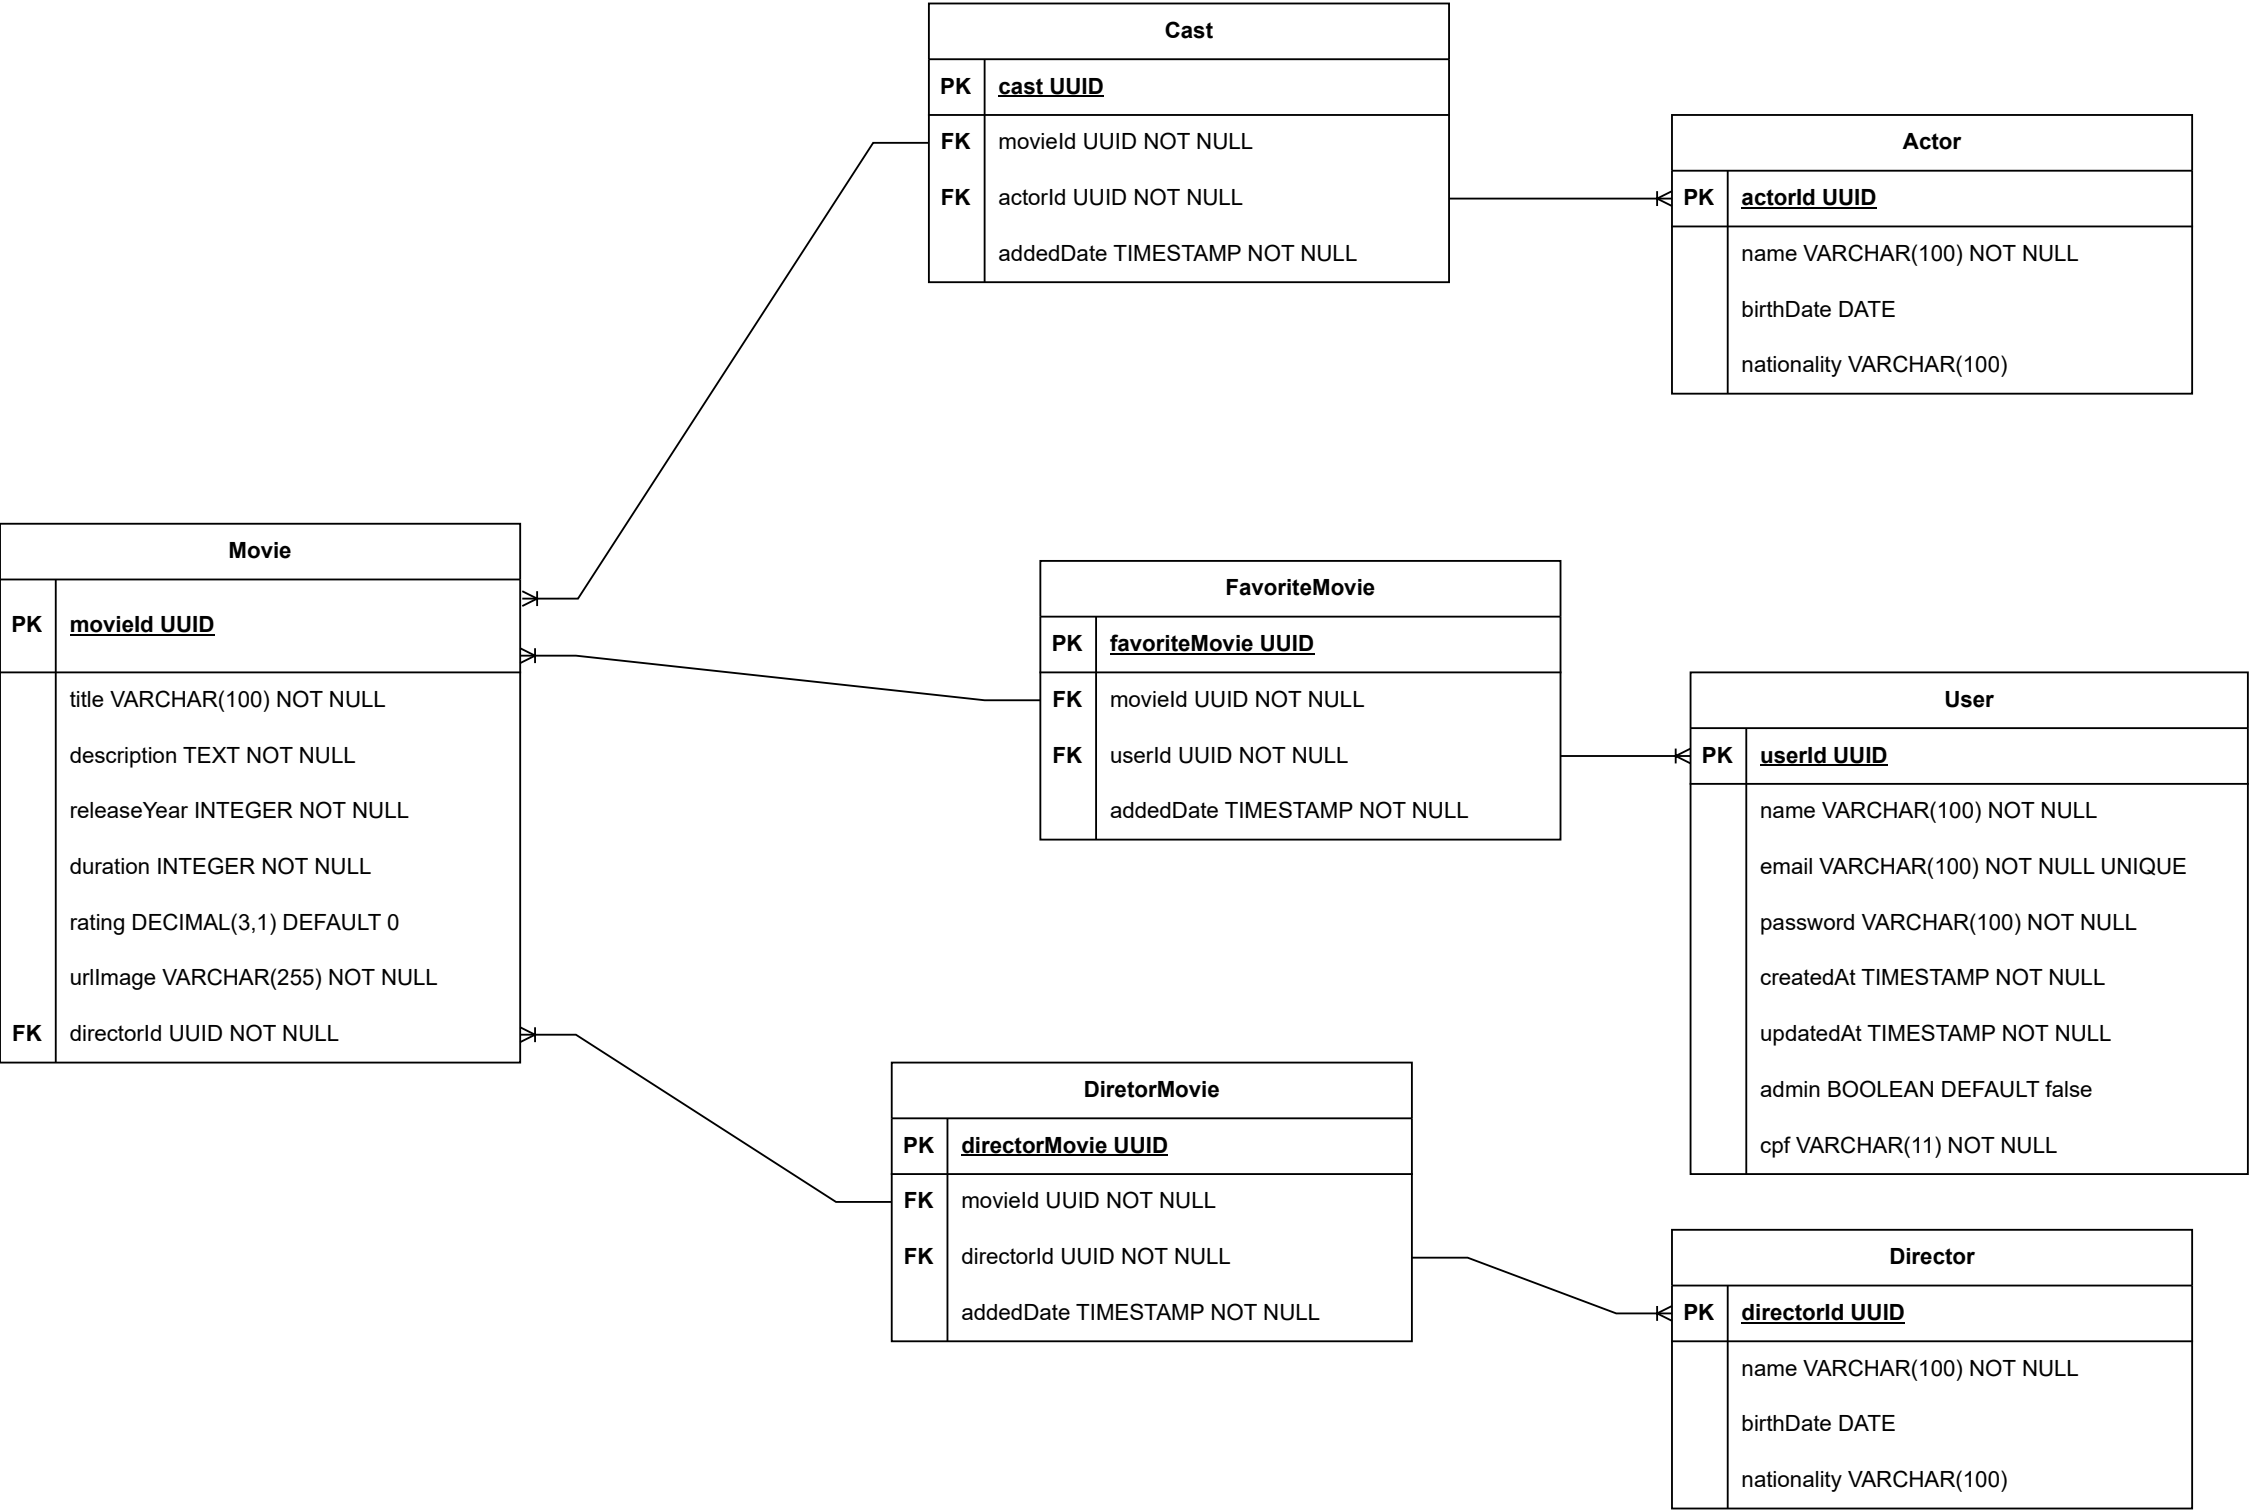 Cast
PK cast UUID
FK movieId UUID NOT NULL
FK actorId UUID NOT NULL
addedDate TIMESTAMP NOT NULL
Actor
PK actorId UUID
name VARCHAR(100) NOT NULL
birthDate DATE
nationality VARCHAR(100)
Movie
PK movieId UUID
title VARCHAR(100) NOT NULL
description TEXT NOT NULL
releaseYear INTEGER NOT NULL
duration INTEGER NOT NULL
rating DECIMAL(3,1) DEFAULT 0
urlImage VARCHAR(255) NOT NULL
FK directorId UUID NOT NULL
FavoriteMovie
PK favoriteMovie UUID
FK movieId UUID NOT NULL
FK userId UUID NOT NULL
addedDate TIMESTAMP NOT NULL
User
PK userId UUID
name VARCHAR(100) NOT NULL
email VARCHAR(100) NOT NULL UNIQUE
password VARCHAR(100) NOT NULL
createdAt TIMESTAMP NOT NULL
updatedAt TIMESTAMP NOT NULL
admin BOOLEAN DEFAULT false
cpf VARCHAR(11) NOT NULL
DiretorMovie
PK directorMovie UUID
FK movieId UUID NOT NULL
FK directorId UUID NOT NULL
addedDate TIMESTAMP NOT NULL
Director
PK directorId UUID
name VARCHAR(100) NOT NULL
birthDate DATE
nationality VARCHAR(100)